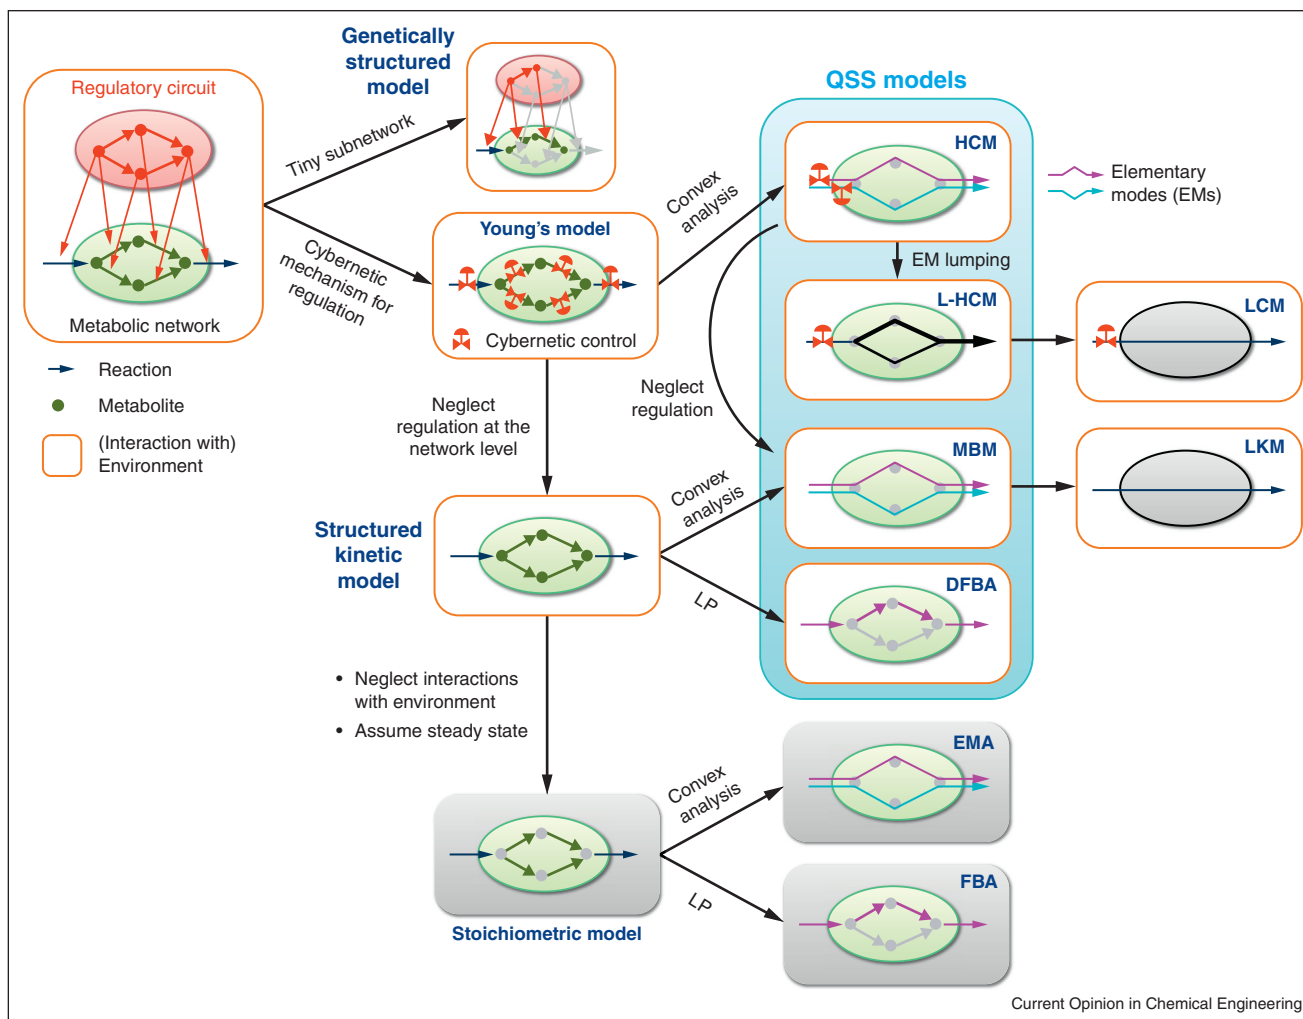 Genetically
structured
model
Regulatory circuit
Metabolic network
Reaction
Metabolite
(Interaction with)
Environment
Tiny subnetwork
Cybernetic
mechanism for
regulation
Young's model
Cybernetic control
Convex
analysis
QSS models
HCM
Elementary
modes (EMs)
EM lumping
L-HCM
LCM
Neglect
regulation
Neglect
regulation at the
network level
MBM
LKM
Convex
analysis
Structured
kinetic
model
LP
DFBA
• Neglect interactions
with environment
• Assume steady state
Stoichiometric model
Convex
analysis
EMA
LP
FBA
Current Opinion in Chemical Engineering